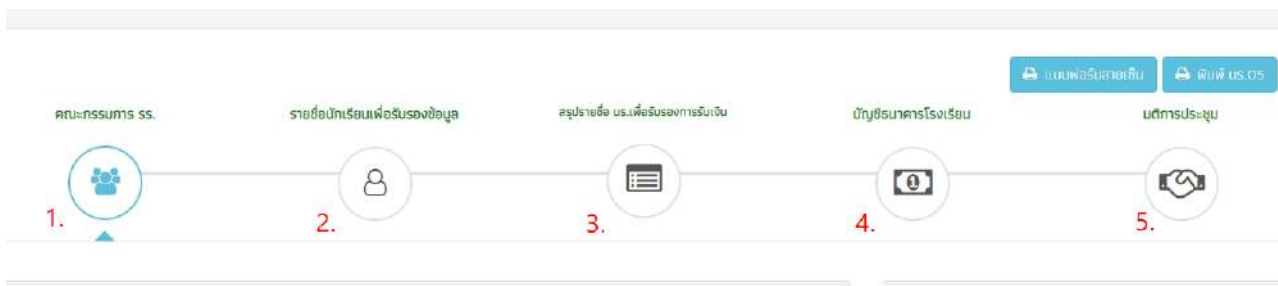 แบบฟอร์มลายเซ็น
พิมพ์ นร.05
คณะกรรมการ รร.
รายชื่อนักเรียนเพื่อรับรองข้อมูล
สรุปรายชื่อ นร.เพื่อรับรองการรับเงิน
บัญชีธนาคารโรงเรียน
มติการประชุม
1.
2.
3.
4.
5.